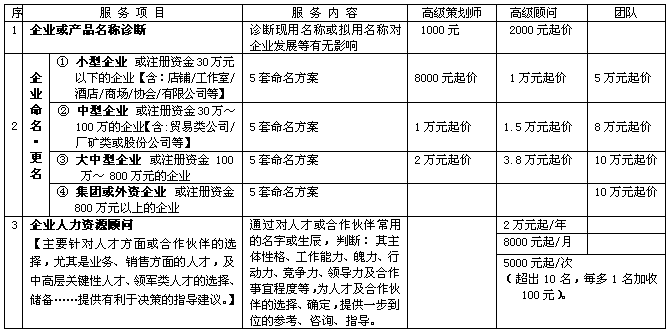 序 服 务 项 目 服 务 内 容 高级策划师 高级顾问 团队
1 企业或产品名称诊断 诊断现用名称或拟用名称对企业发展等有无影响 1000 元 2000 元起价
2 企业命名·更名
① 小型企业 或注册资金30万元
以下的企业【含:店铺/工作室/
酒店/商场/协会/有限公司等】
5 套命名方案 8000 元起价 1 万元起价 5 万元起价
② 中型企业 或注册资金30万～
100万的企业【含:贸易类公司/
厂矿类或股份公司等】
5 套命名方案 1 万元起价 1.5 万元起价 8 万元起价
③ 大中型企业 或注册资金 100
万～ 800万元的企业
5 套命名方案 2 万元起价 3.8 万元起价 10 万元起价
④ 集团或外资企业 或注册资金
800万元以上的企业
5 套命名方案 10 万元起价
3 企业人力资源顾问
【主要针对人才方面或合作伙伴的选
择，尤其是业务、销售方面的人才，及
中高层关键性人才、领军类人才的选择、
储备……提供有利于决策的指导建议。】
通过对人才或合作伙伴常用
的名字或生辰，判断：其主
体性格、工作能力、魄力、行
动力、竞争力、领导力及合作
事宜程度等，为人才及合作伙
伴的选择、确定，提供一步到
位的参考、咨询、指导。
2 万元起/年
8000 元起/月
5000 元起/次
（超出 10 名，每多 1 名加收
100 元）。